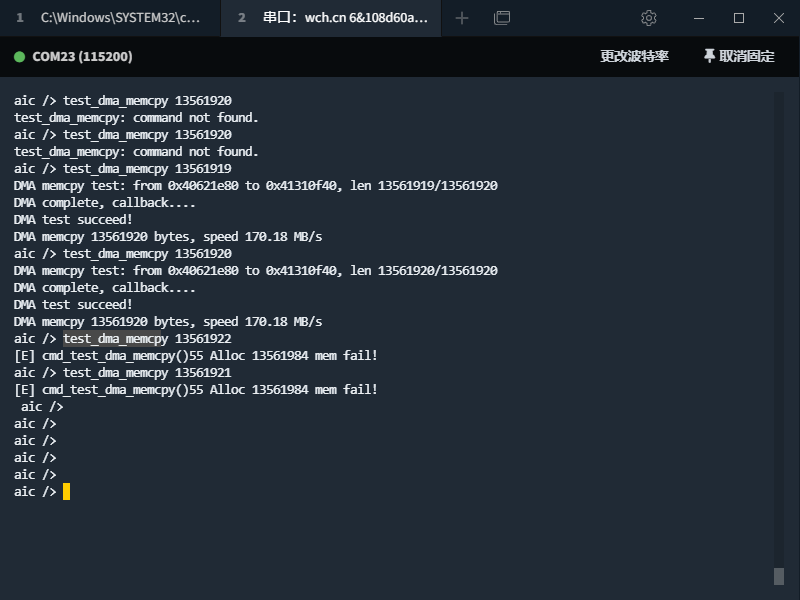 1 C:\Windows\SYSTEM32\c...
2 串口：wch.cn 6&108d60a...
COM23 (115200)
更改波特率
取消固定
aic /> test_dma_memcpy 13561920
test_dma_memcpy: command not found.
aic /> test_dma_memcpy 13561920
test_dma_memcpy: command not found.
aic /> test_dma_memcpy 13561919
DMA memcpy test: from 0x40621e80 to 0x41310f40, len 13561919/13561920
DMA complete, callback....
DMA test succeed!
DMA memcpy 13561920 bytes, speed 170.18 MB/s
aic /> test_dma_memcpy 13561920
DMA memcpy test: from 0x40621e80 to 0x41310f40, len 13561920/13561920
DMA complete, callback....
DMA test succeed!
DMA memcpy 13561920 bytes, speed 170.18 MB/s
aic /> test_dma_memcpy 13561922
[E] cmd_test_dma_memcpy()55 Alloc 13561984 mem fail!
aic /> test_dma_memcpy 13561921
[E] cmd_test_dma_memcpy()55 Alloc 13561984 mem fail!
aic />
aic />
aic />
aic />
aic />
aic />